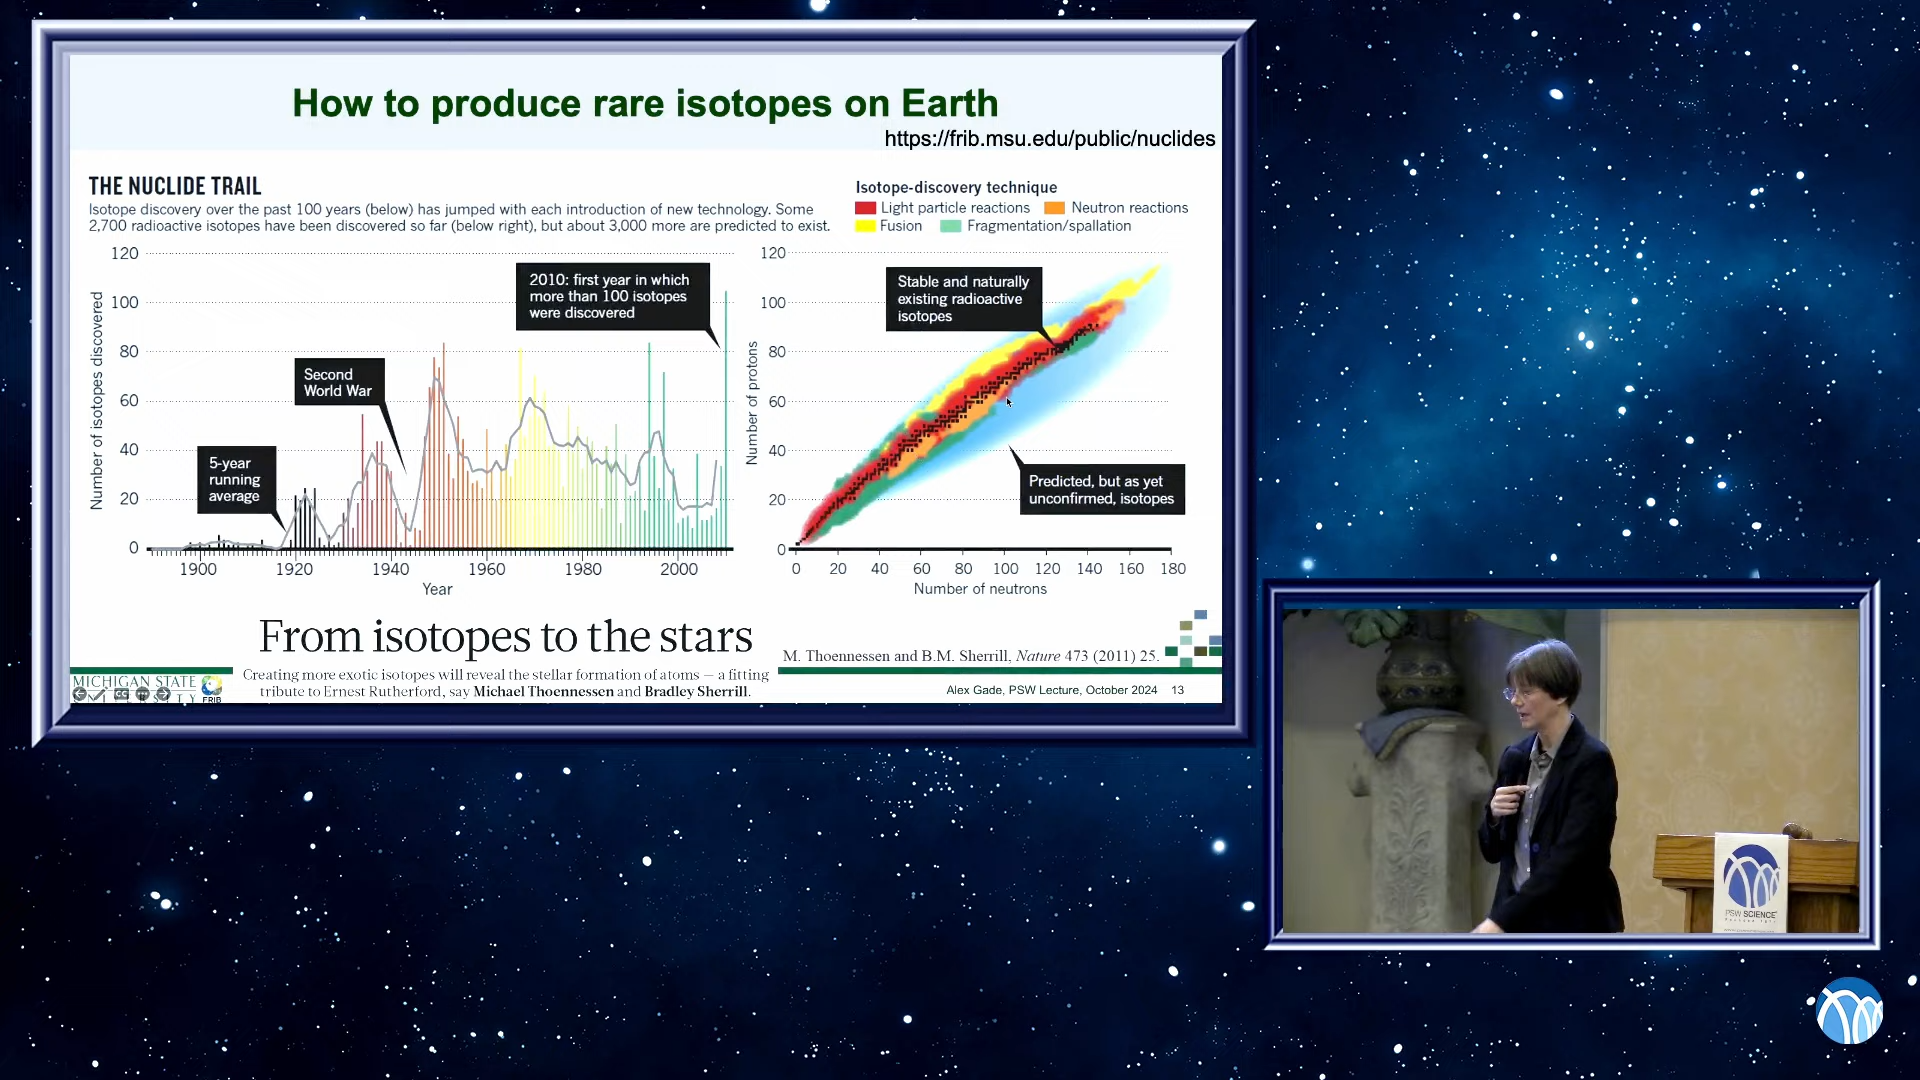 How to produce rare isotopes on Earth
https://frib.msu.edu/public/nuclides
THE NUCLIDE TRAIL
Isotope discovery over the past 100 years (below) has jumped with each introduction of new technology. Some
2,700 radioactive isotopes have been discovered so far (below right), but about 3,000 more are predicted to exist.
Isotope-discovery technique
Light particle reactions
Neutron reactions
Fusion
Fragmentation/spallation
Number of isotopes discovered
120
100
80
60
40
20
0
5-year
running
average
Second
World War
2010: first year in which
more than 100 isotopes
were discovered
1900 1920 1940 1960 1980 2000
Year
Number of protons
120
100
80
60
40
20
0
Stable and naturally
existing radioactive
isotopes
Predicted, but as yet
unconfirmed, isotopes
0 20 40 60 80 100 120 140 160 180
Number of neutrons
From isotopes to the stars
Creating more exotic isotopes will reveal the stellar formation of atoms — a fitting
tribute to Ernest Rutherford, say Michael Thoennessen and Bradley Sherrill.
M. Thoennessen and B.M. Sherrill, Nature 473 (2011) 25.
MICHIGAN STATE
UNIVERSITY
FRIB
Alex Gade, PSW Lecture, October 2024 13
PSW SCIENCE